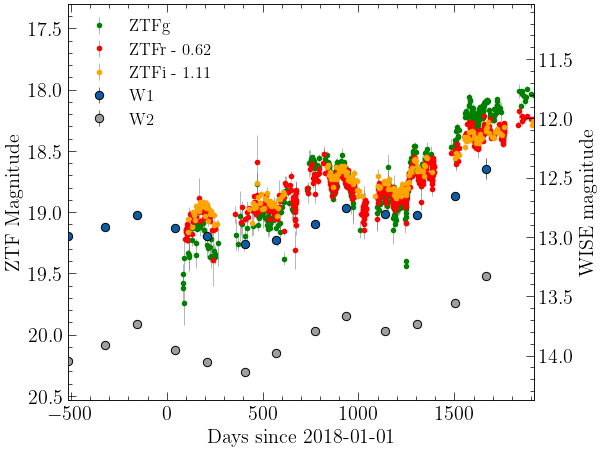 ZTFg
ZTFr - 0.62
ZTFi - 1.11
W1
W2
17.5
18.0
18.5
19.0
19.5
20.0
20.5
ZTF Magnitude
11.5
12.0
12.5
13.0
13.5
14.0
WISE magnitude
−500
0
500
1000
1500
Days since 2018-01-01